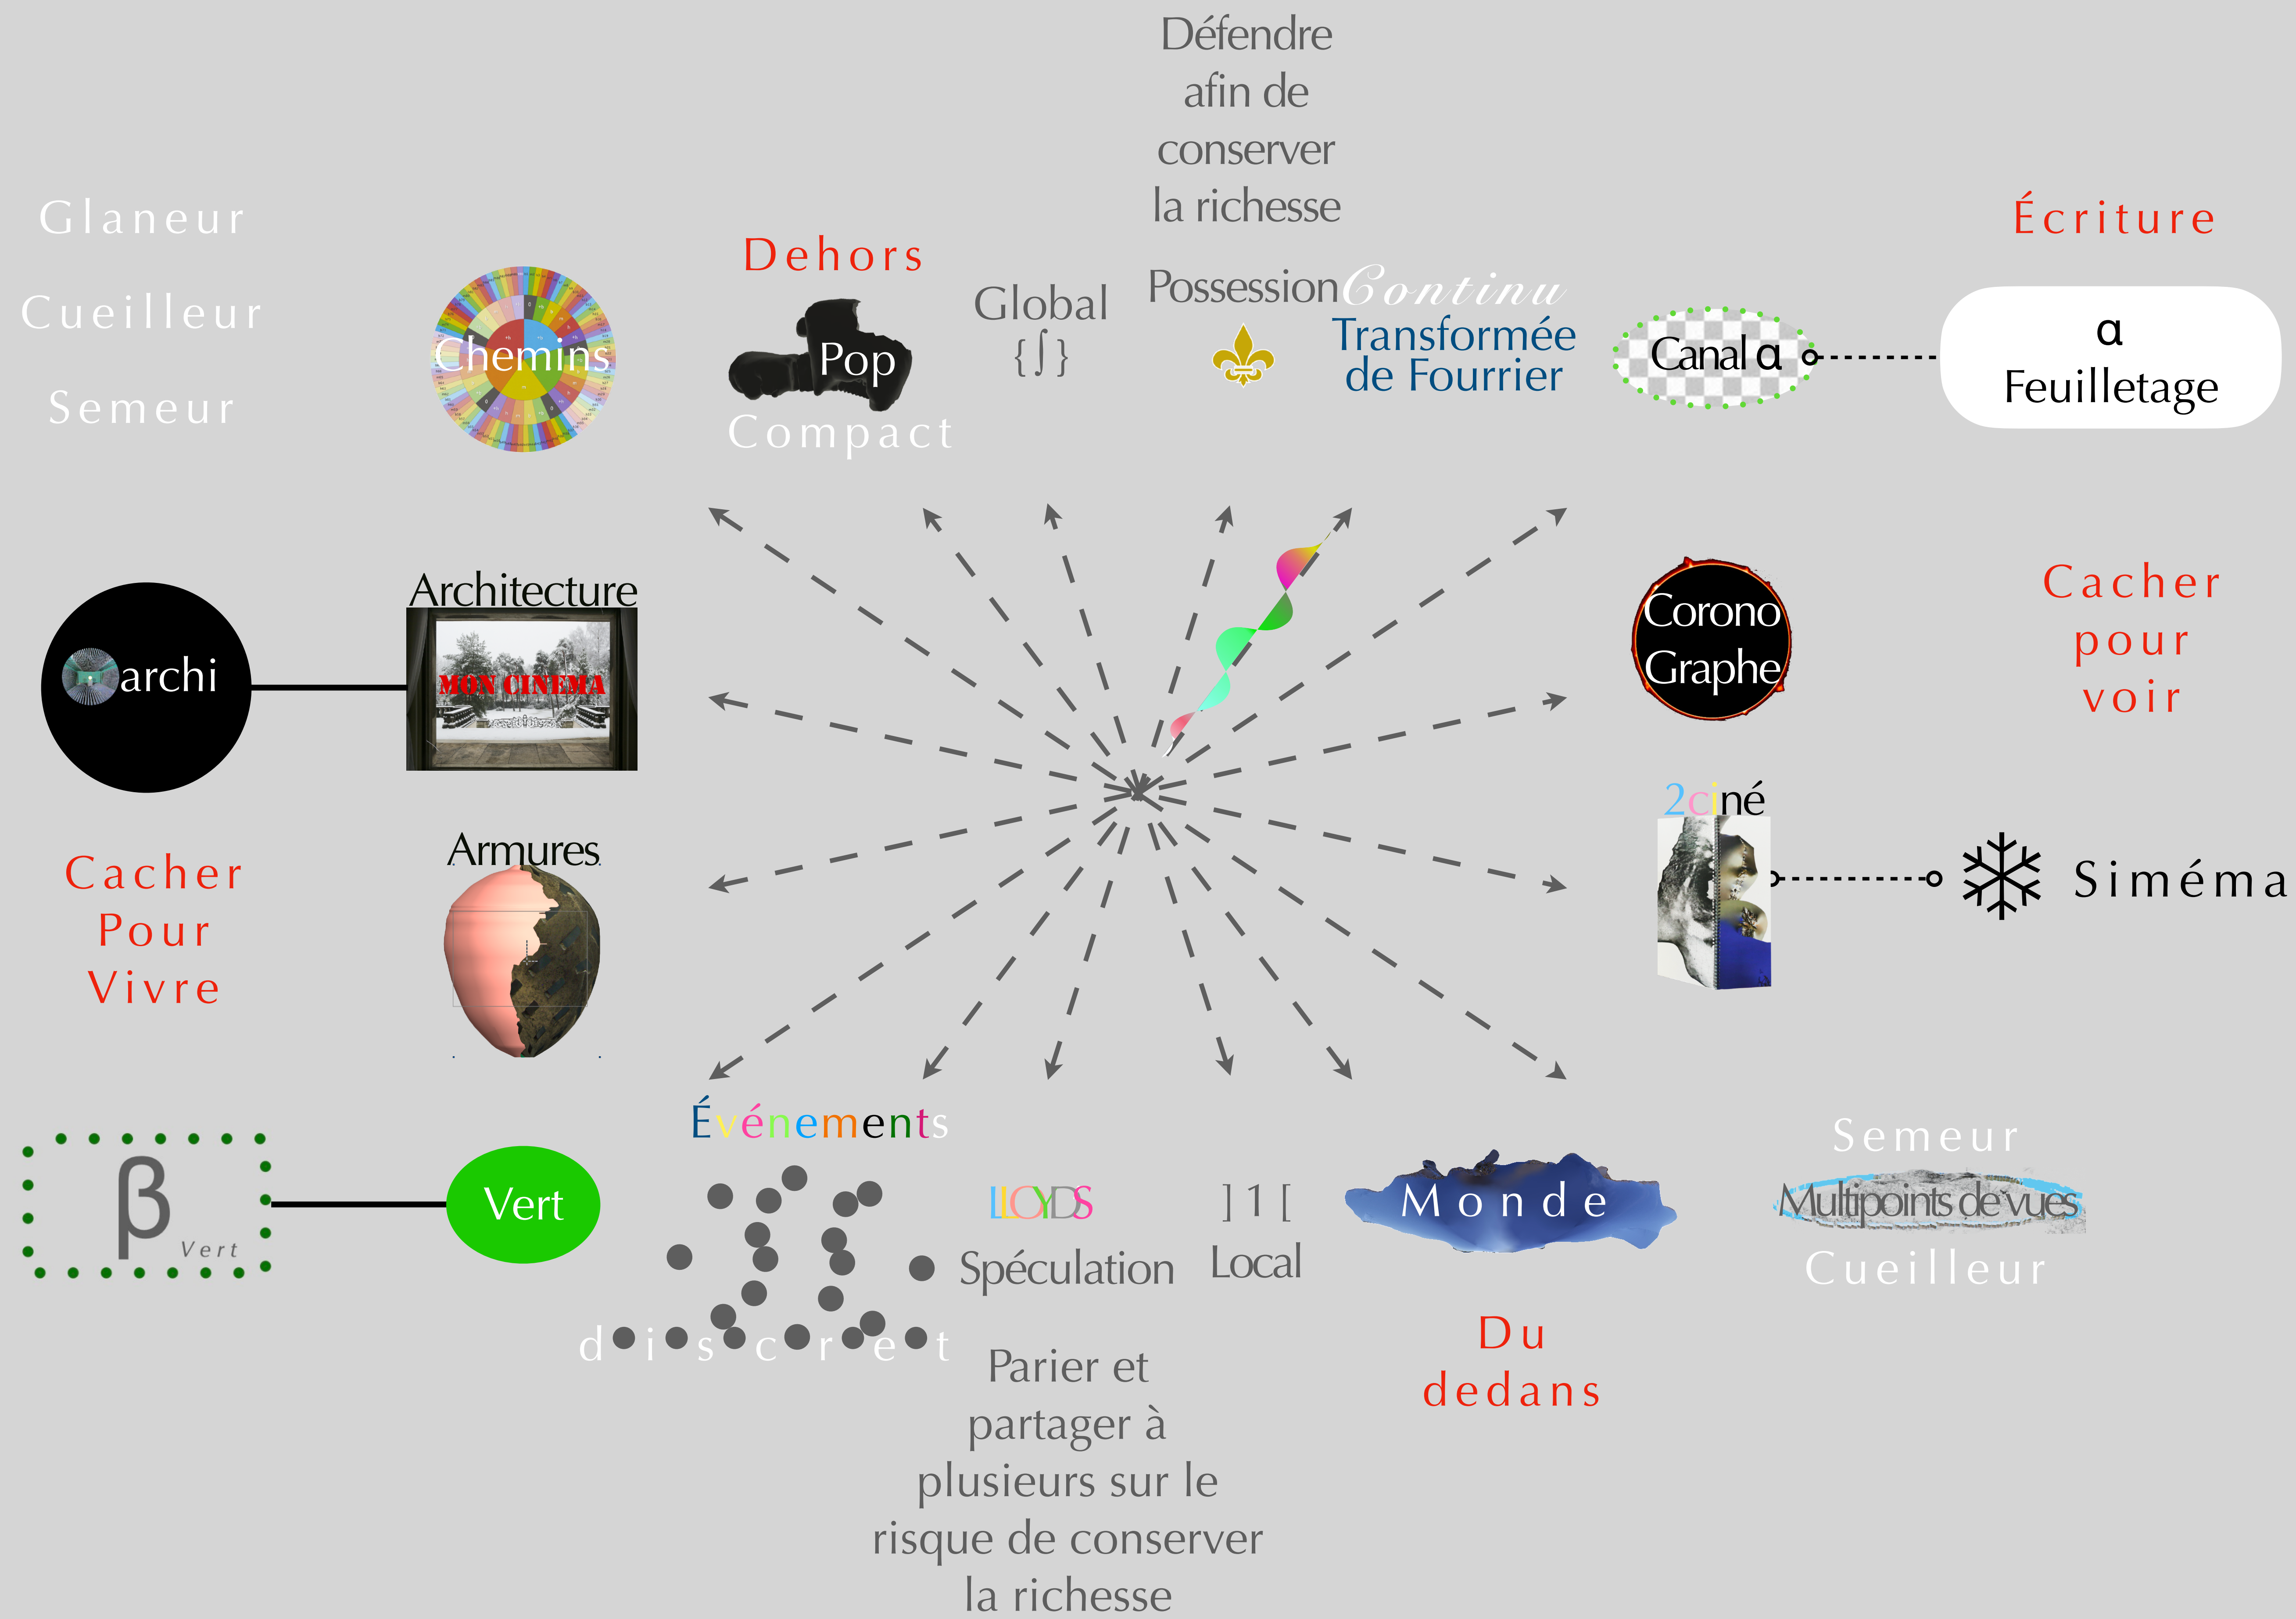 Défendre
afin de
conserver
la richesse
Glaneur
Cueilleur
Semeur
Chemins
Dehors
Pop
Compact
Global
{∫}
Possession
Continu
Transformée
de Fourrier
Canal α
Écriture
α
Feuilletage
archi
Architecture
MON CINEMA
Corono
Graphe
Cacher
pour
voir
Cacher
Pour
Vivre
Armures
2ciné
Siméma
β
Vert
Vert
Événements
discret
LLOYDS
Spéculation
] 1 [
Local
Monde
Du
dedans
Semeur
Multipoints de vues
Cueilleur
Parier et
partager à
plusieurs sur le
risque de conserver
la richesse